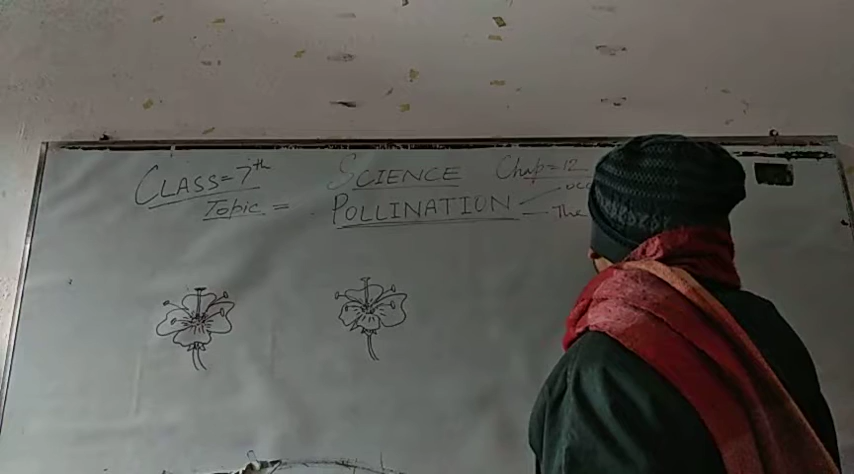 CLASS=7th SCIENCE Chap=12
Topic = POLLINATION
The